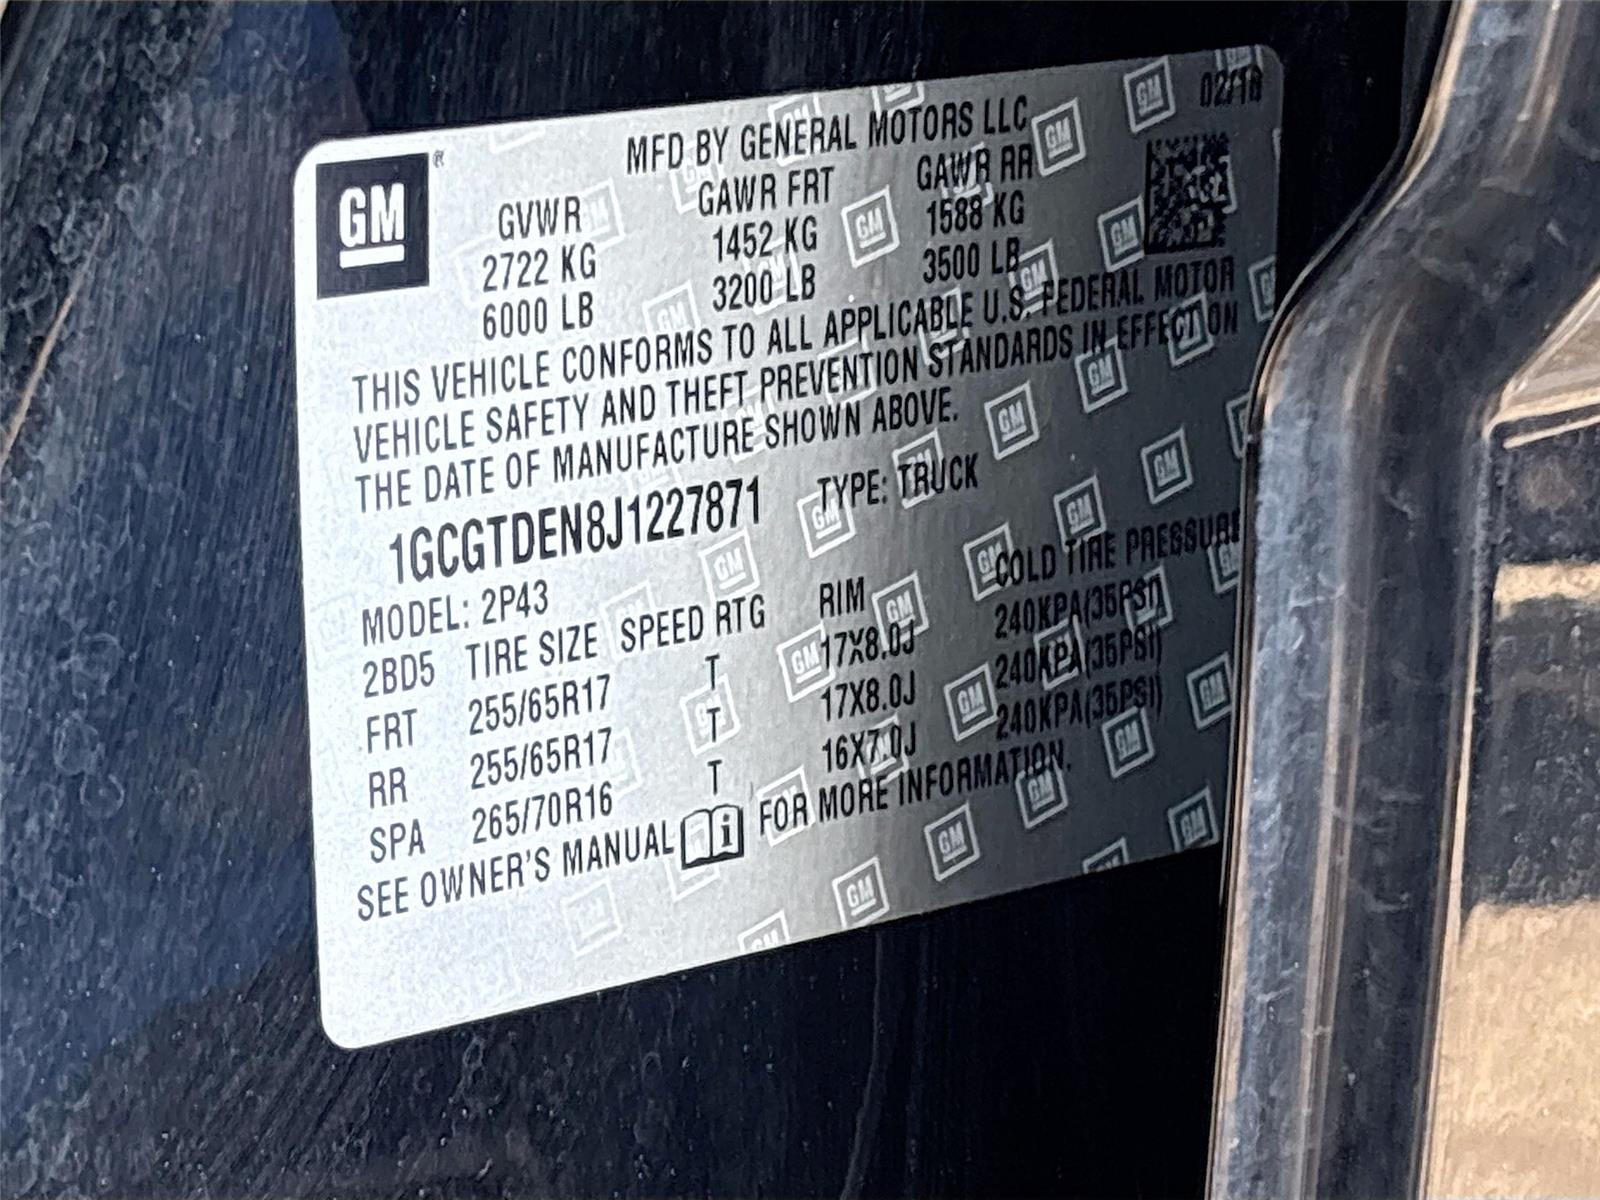 02/18
MFD BY GENERAL MOTORS LLC
GM ®
GVWR GAWR FRT GAWR RR
2722 KG 1452 KG 1588 KG
6000 LB 3200 LB 3500 LB
THIS VEHICLE CONFORMS TO ALL APPLICABLE U.S. FEDERAL MOTOR
VEHICLE SAFETY AND THEFT PREVENTION STANDARDS IN EFFECT ON
THE DATE OF MANUFACTURE SHOWN ABOVE.
1GCGTDEN8J1227871 TYPE: TRUCK
MODEL: 2P43
2BD5 TIRE SIZE SPEED RTG RIM COLD TIRE PRESSURE
FRT 255/65R17 T 17X8.0J 240KPA(35PSI)
RR 255/65R17 T 17X8.0J 240KPA(35PSI)
SPA 265/70R16 T 16X7.0J 240KPA(35PSI)
SEE OWNER'S MANUAL FOR MORE INFORMATION.